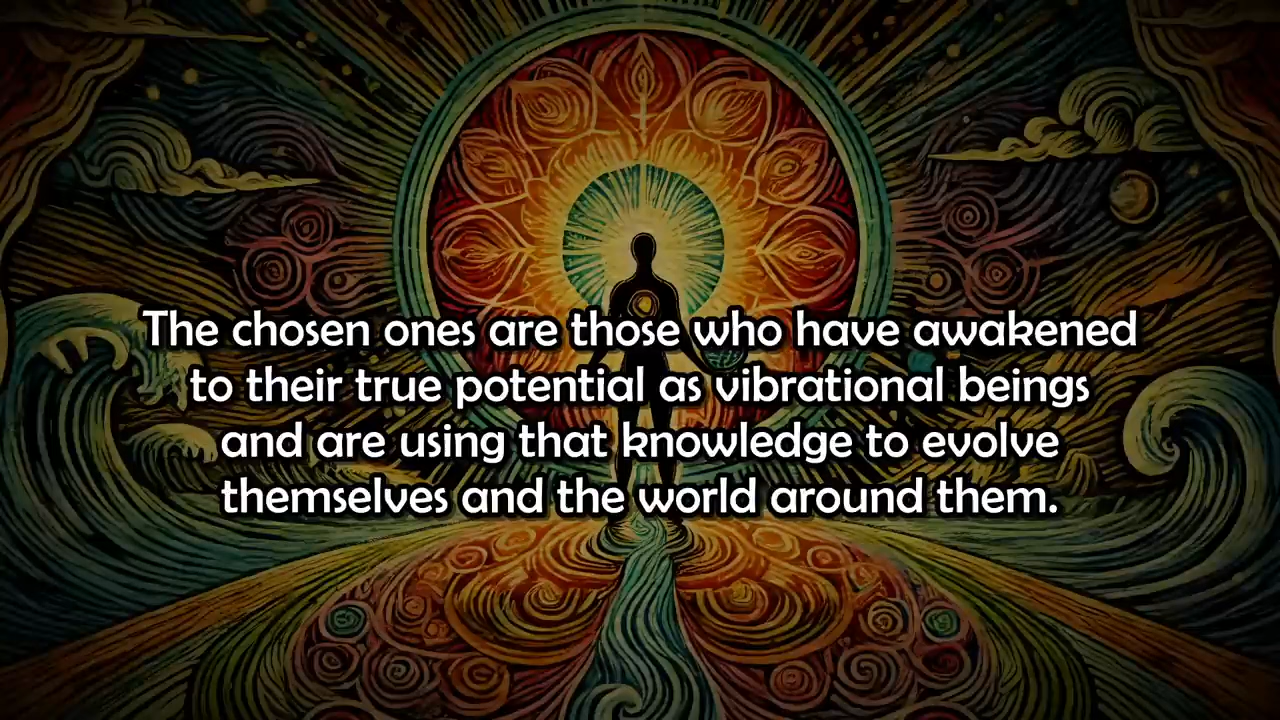 The chosen ones are those who have awakened
to their true potential as vibrational beings
and are using that knowledge to evolve
themselves and the world around them.